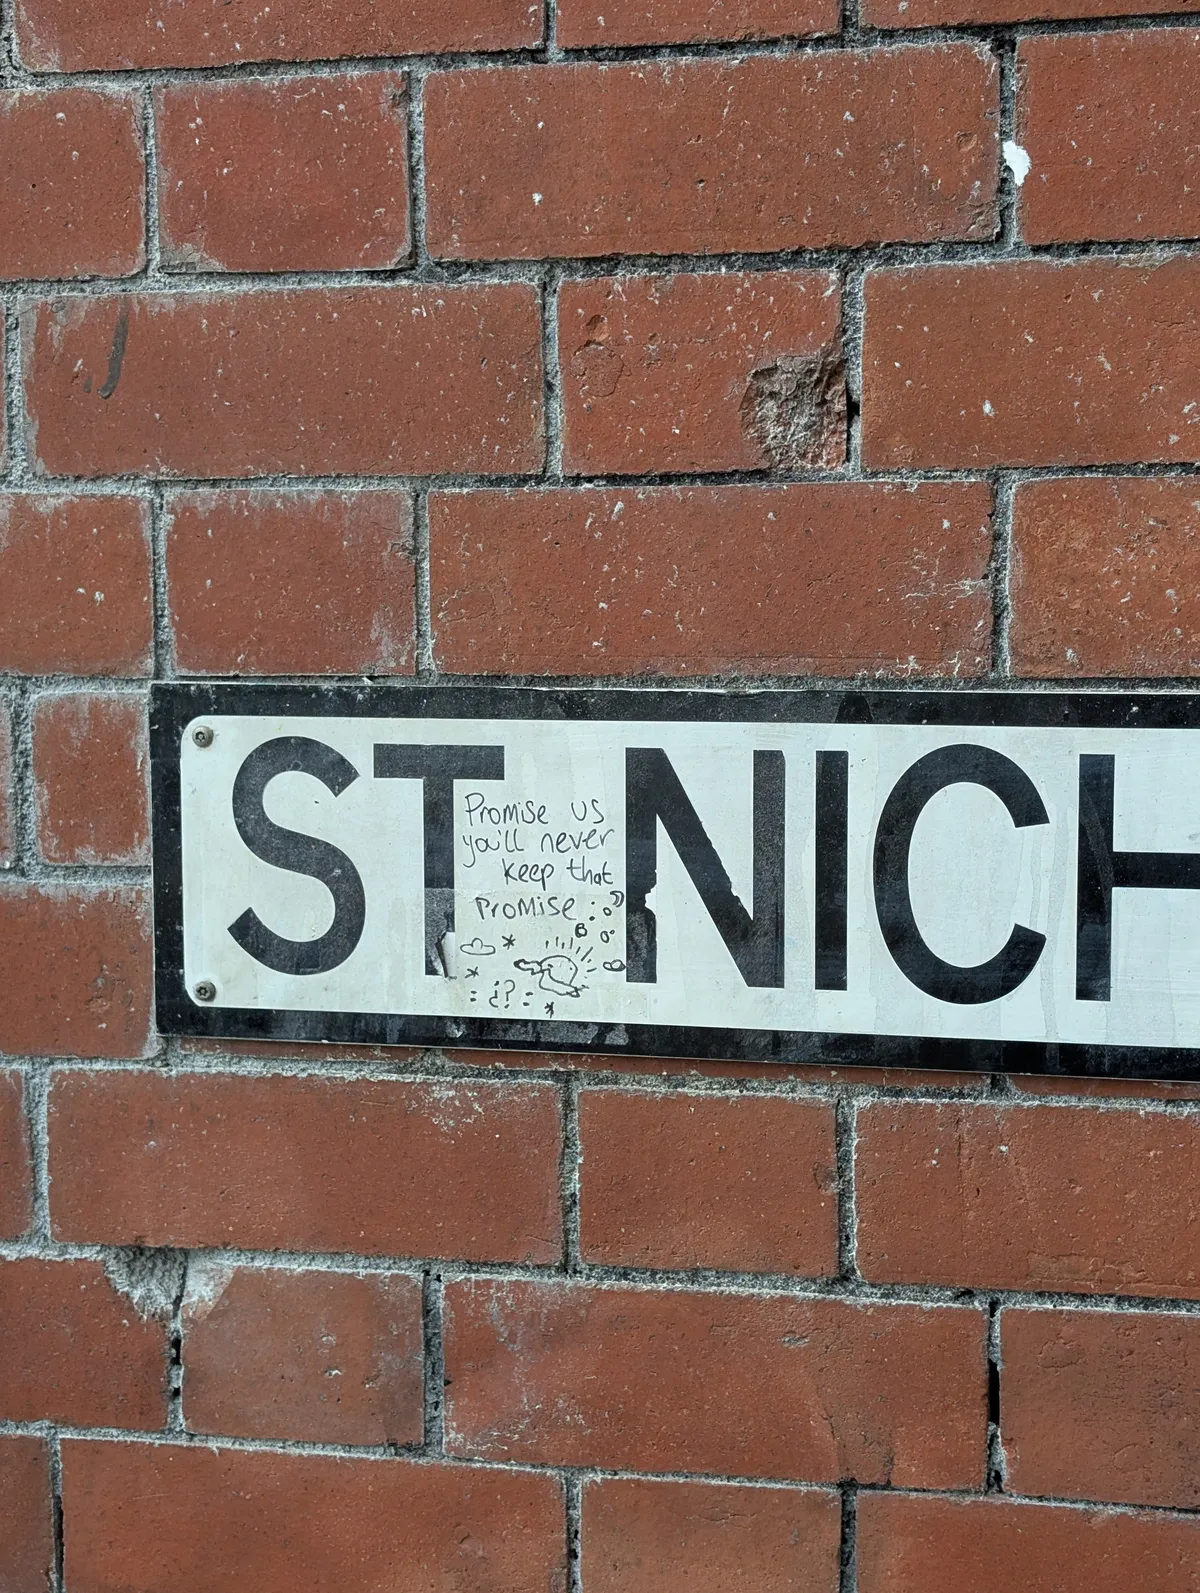 ST NICH
Promise us
you'll never
keep that
Promise :